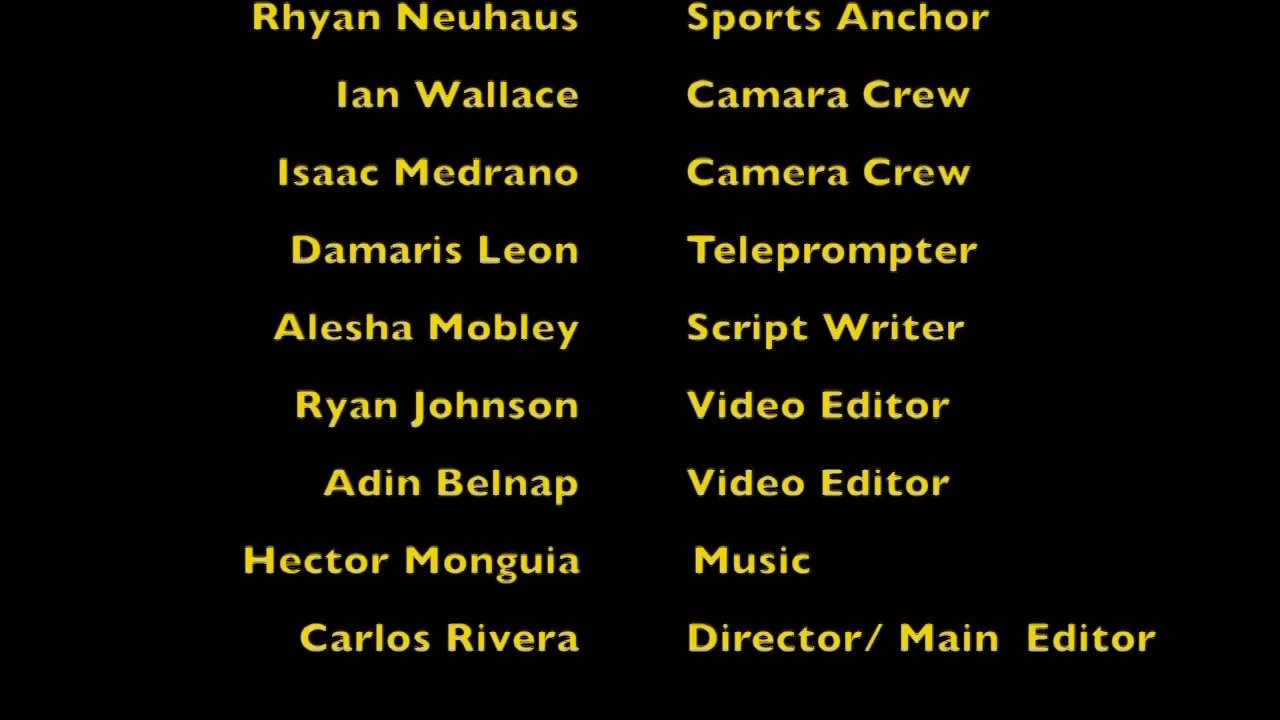 Rhyan Neuhaus Sports Anchor
Ian Wallace Camara Crew
Isaac Medrano Camera Crew
Damaris Leon Teleprompter
Alesha Mobley Script Writer
Ryan Johnson Video Editor
Adin Belnap Video Editor
Hector Monguia Music
Carlos Rivera Director/ Main Editor